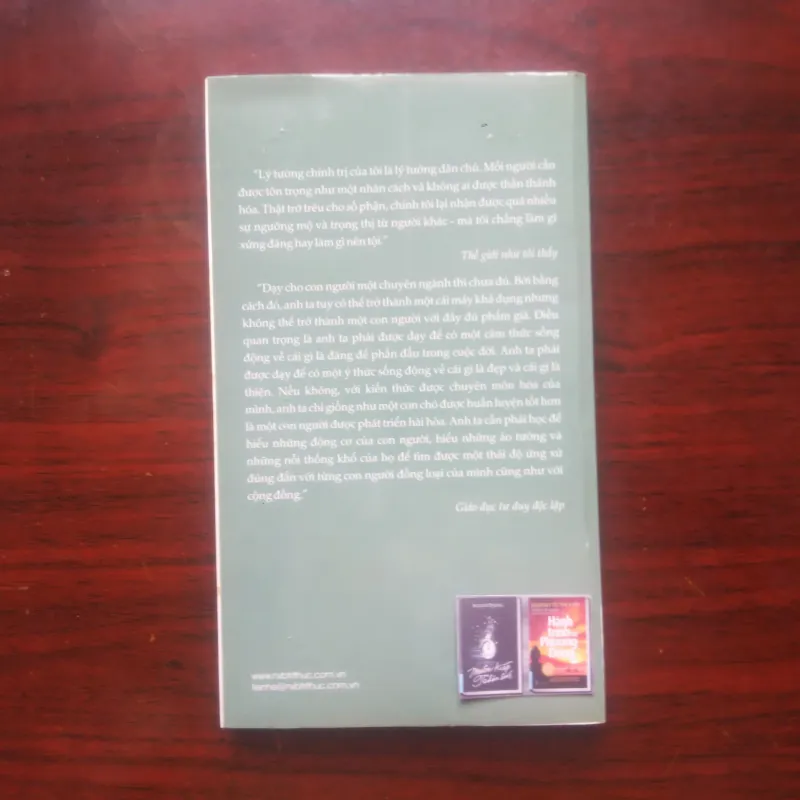 "Lý tưởng chính trị của tôi là lý tưởng dân chủ. Mỗi người cần
được tôn trọng như một nhân cách và không ai được thần thánh
hóa. Thật trớ trêu cho số phận, chính tôi lại nhận được quá nhiều
sự ngưỡng mộ và trọng thị từ người khác – mà tôi chẳng làm gì
xứng đáng hay làm gì nên tội."
Thế giới như tôi thấy
"Dạy cho con người một chuyên ngành thì chưa đủ. Bởi bằng
cách đó, anh ta tuy có thể trở thành một cái máy khả dụng nhưng
không thể trở thành một con người với đầy đủ phẩm giá. Điều
quan trọng là anh ta phải được dạy để có một cảm thức sống
động về cái gì là đáng để phấn đấu trong cuộc đời. Anh ta phải
được dạy để có một ý thức sống động về cái gì là đẹp và cái gì là
thiện. Nếu không, với kiến thức được chuyên môn hóa của
mình, anh ta chỉ giống như một con chó được huấn luyện tốt hơn
là một con người được phát triển hài hòa. Anh ta cần phải học để
hiểu những động cơ của con người, hiểu những ảo tưởng và
những nỗi thống khổ của họ để tìm được một thái độ ứng xử
đúng đắn với từng con người đồng loại của mình cũng như với
cộng đồng."
Giáo dục tư duy độc lập
Muôn Kiếp
Nhân Sinh
Hành
trình về
Phương
Đông
www.nxbtrithuc.com.vn
lienhe@nxbtrithuc.com.vn